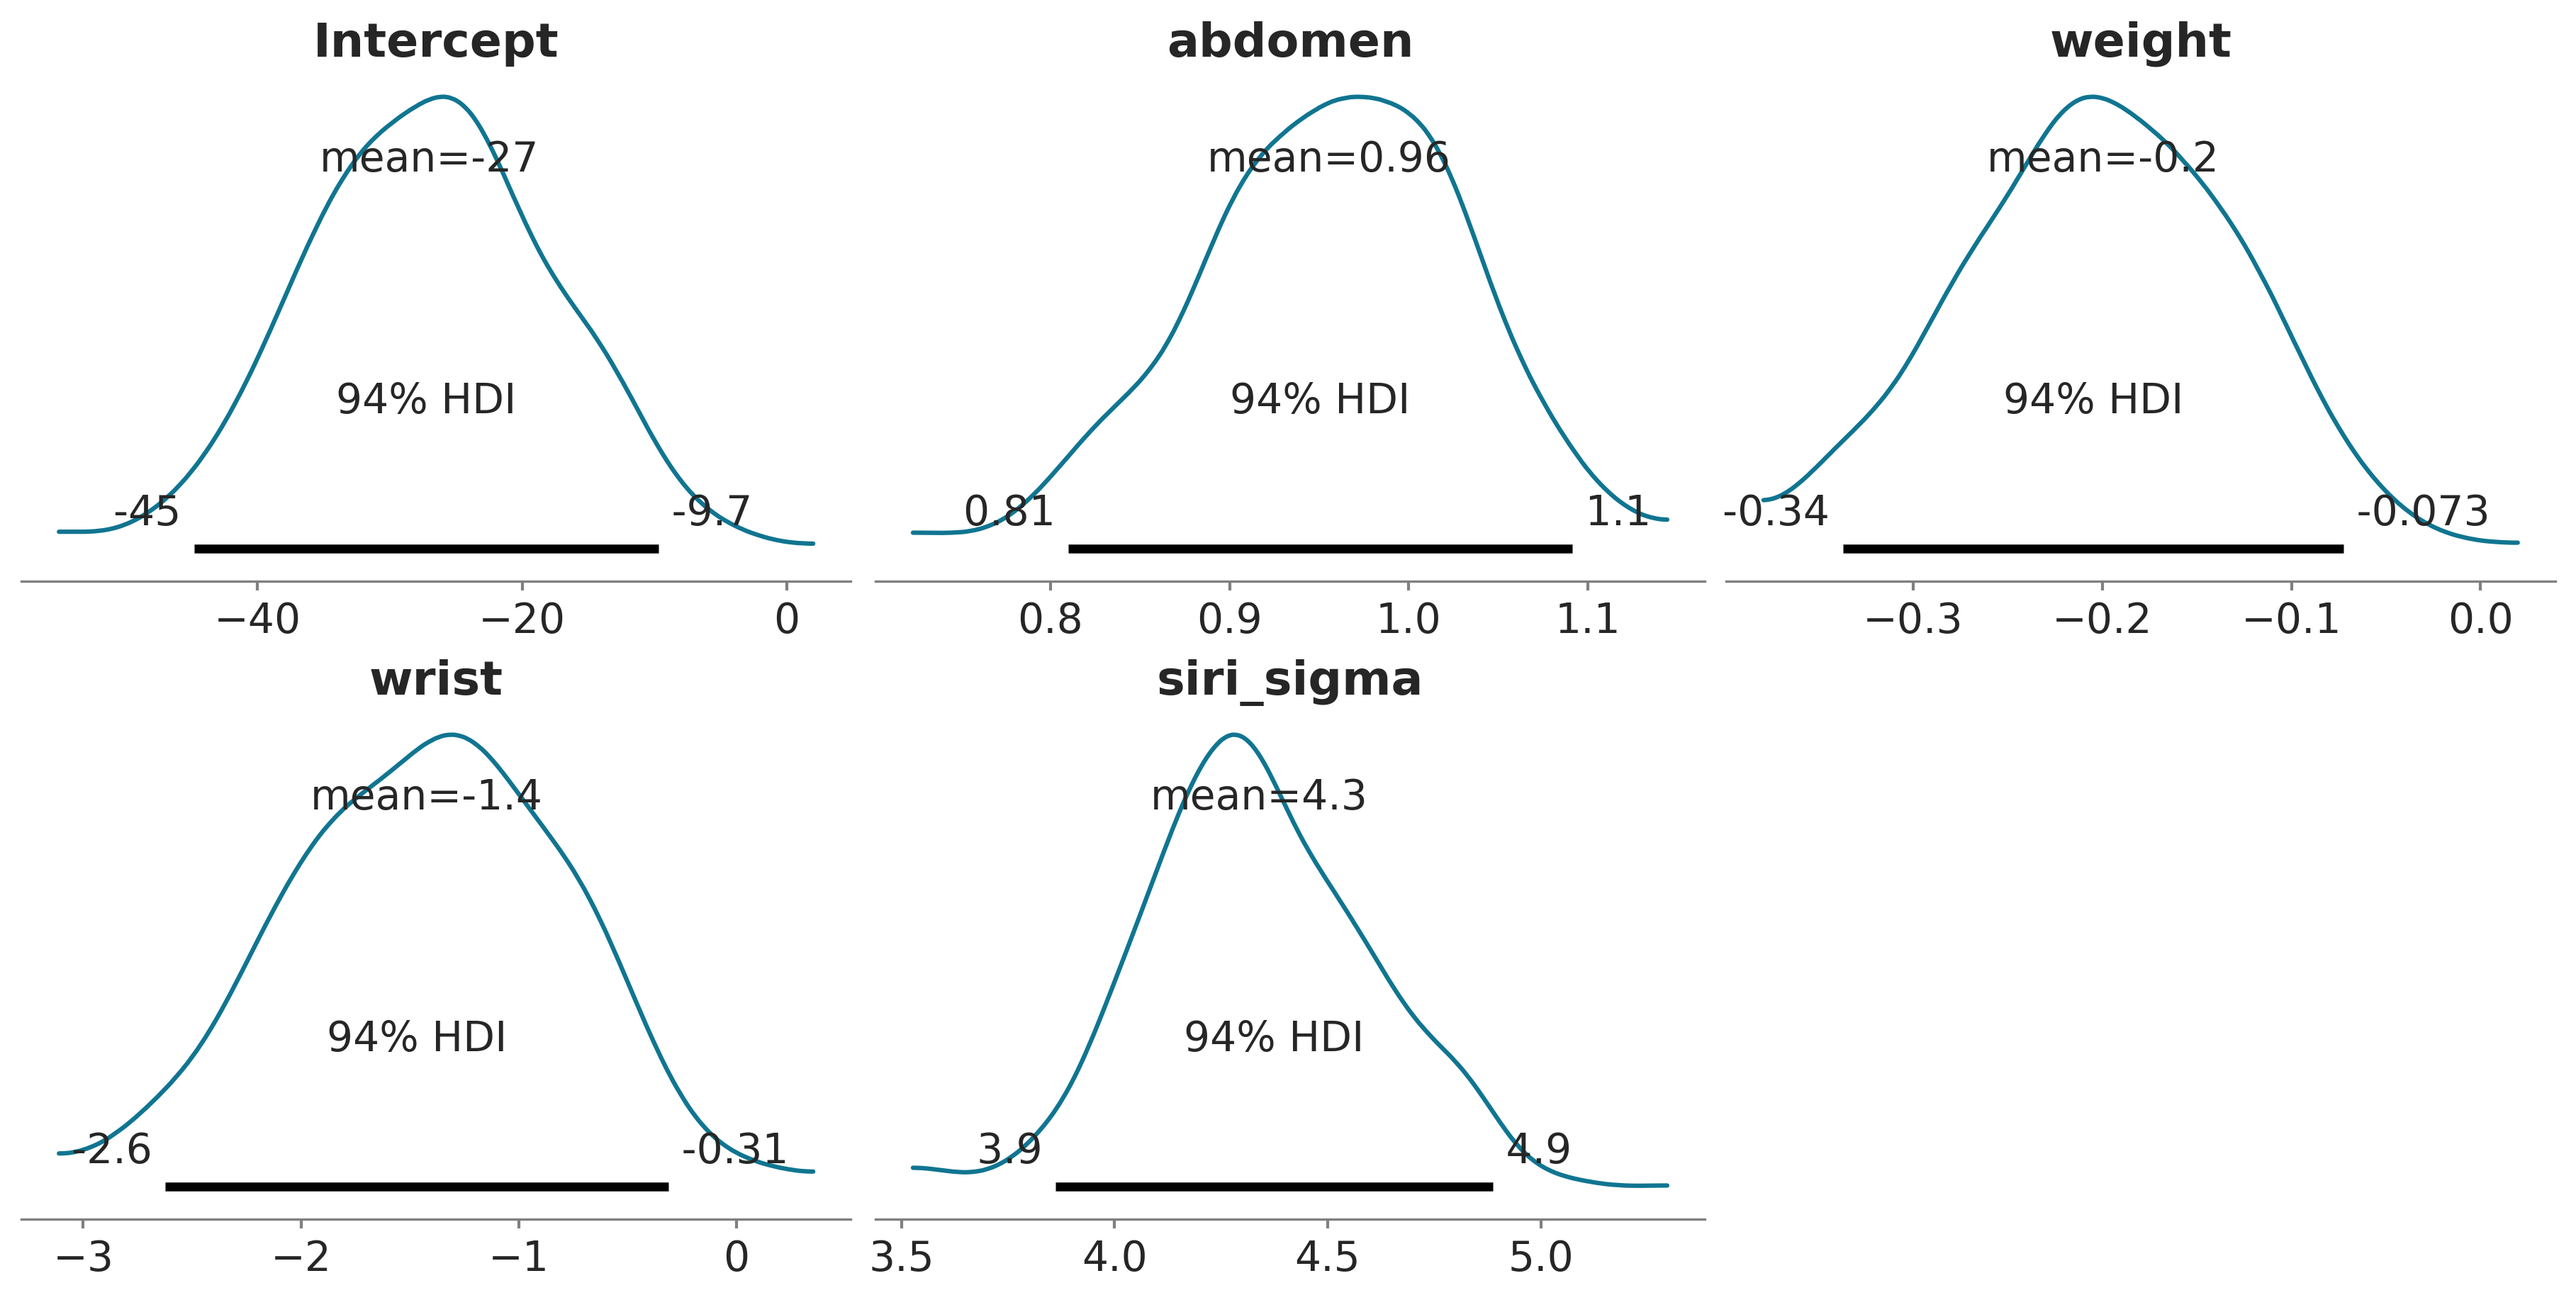 Intercept
mean=-27
94% HDI
-45
-9.7
−40
−20
0
abdomen
mean=0.96
94% HDI
0.81
1.1
0.8
0.9
1.0
1.1
weight
mean=-0.2
94% HDI
-0.34
-0.073
−0.3
−0.2
−0.1
0.0
wrist
mean=-1.4
94% HDI
-2.6
-0.31
−3
−2
−1
0
siri_sigma
mean=4.3
94% HDI
3.9
4.9
3.5
4.0
4.5
5.0